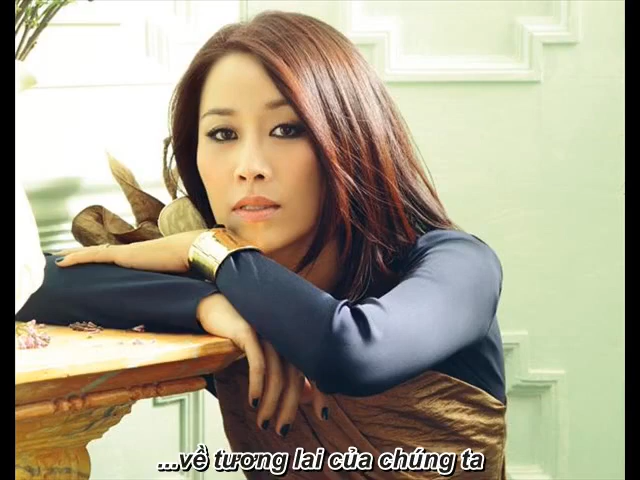 ...về tương lai của chúng ta